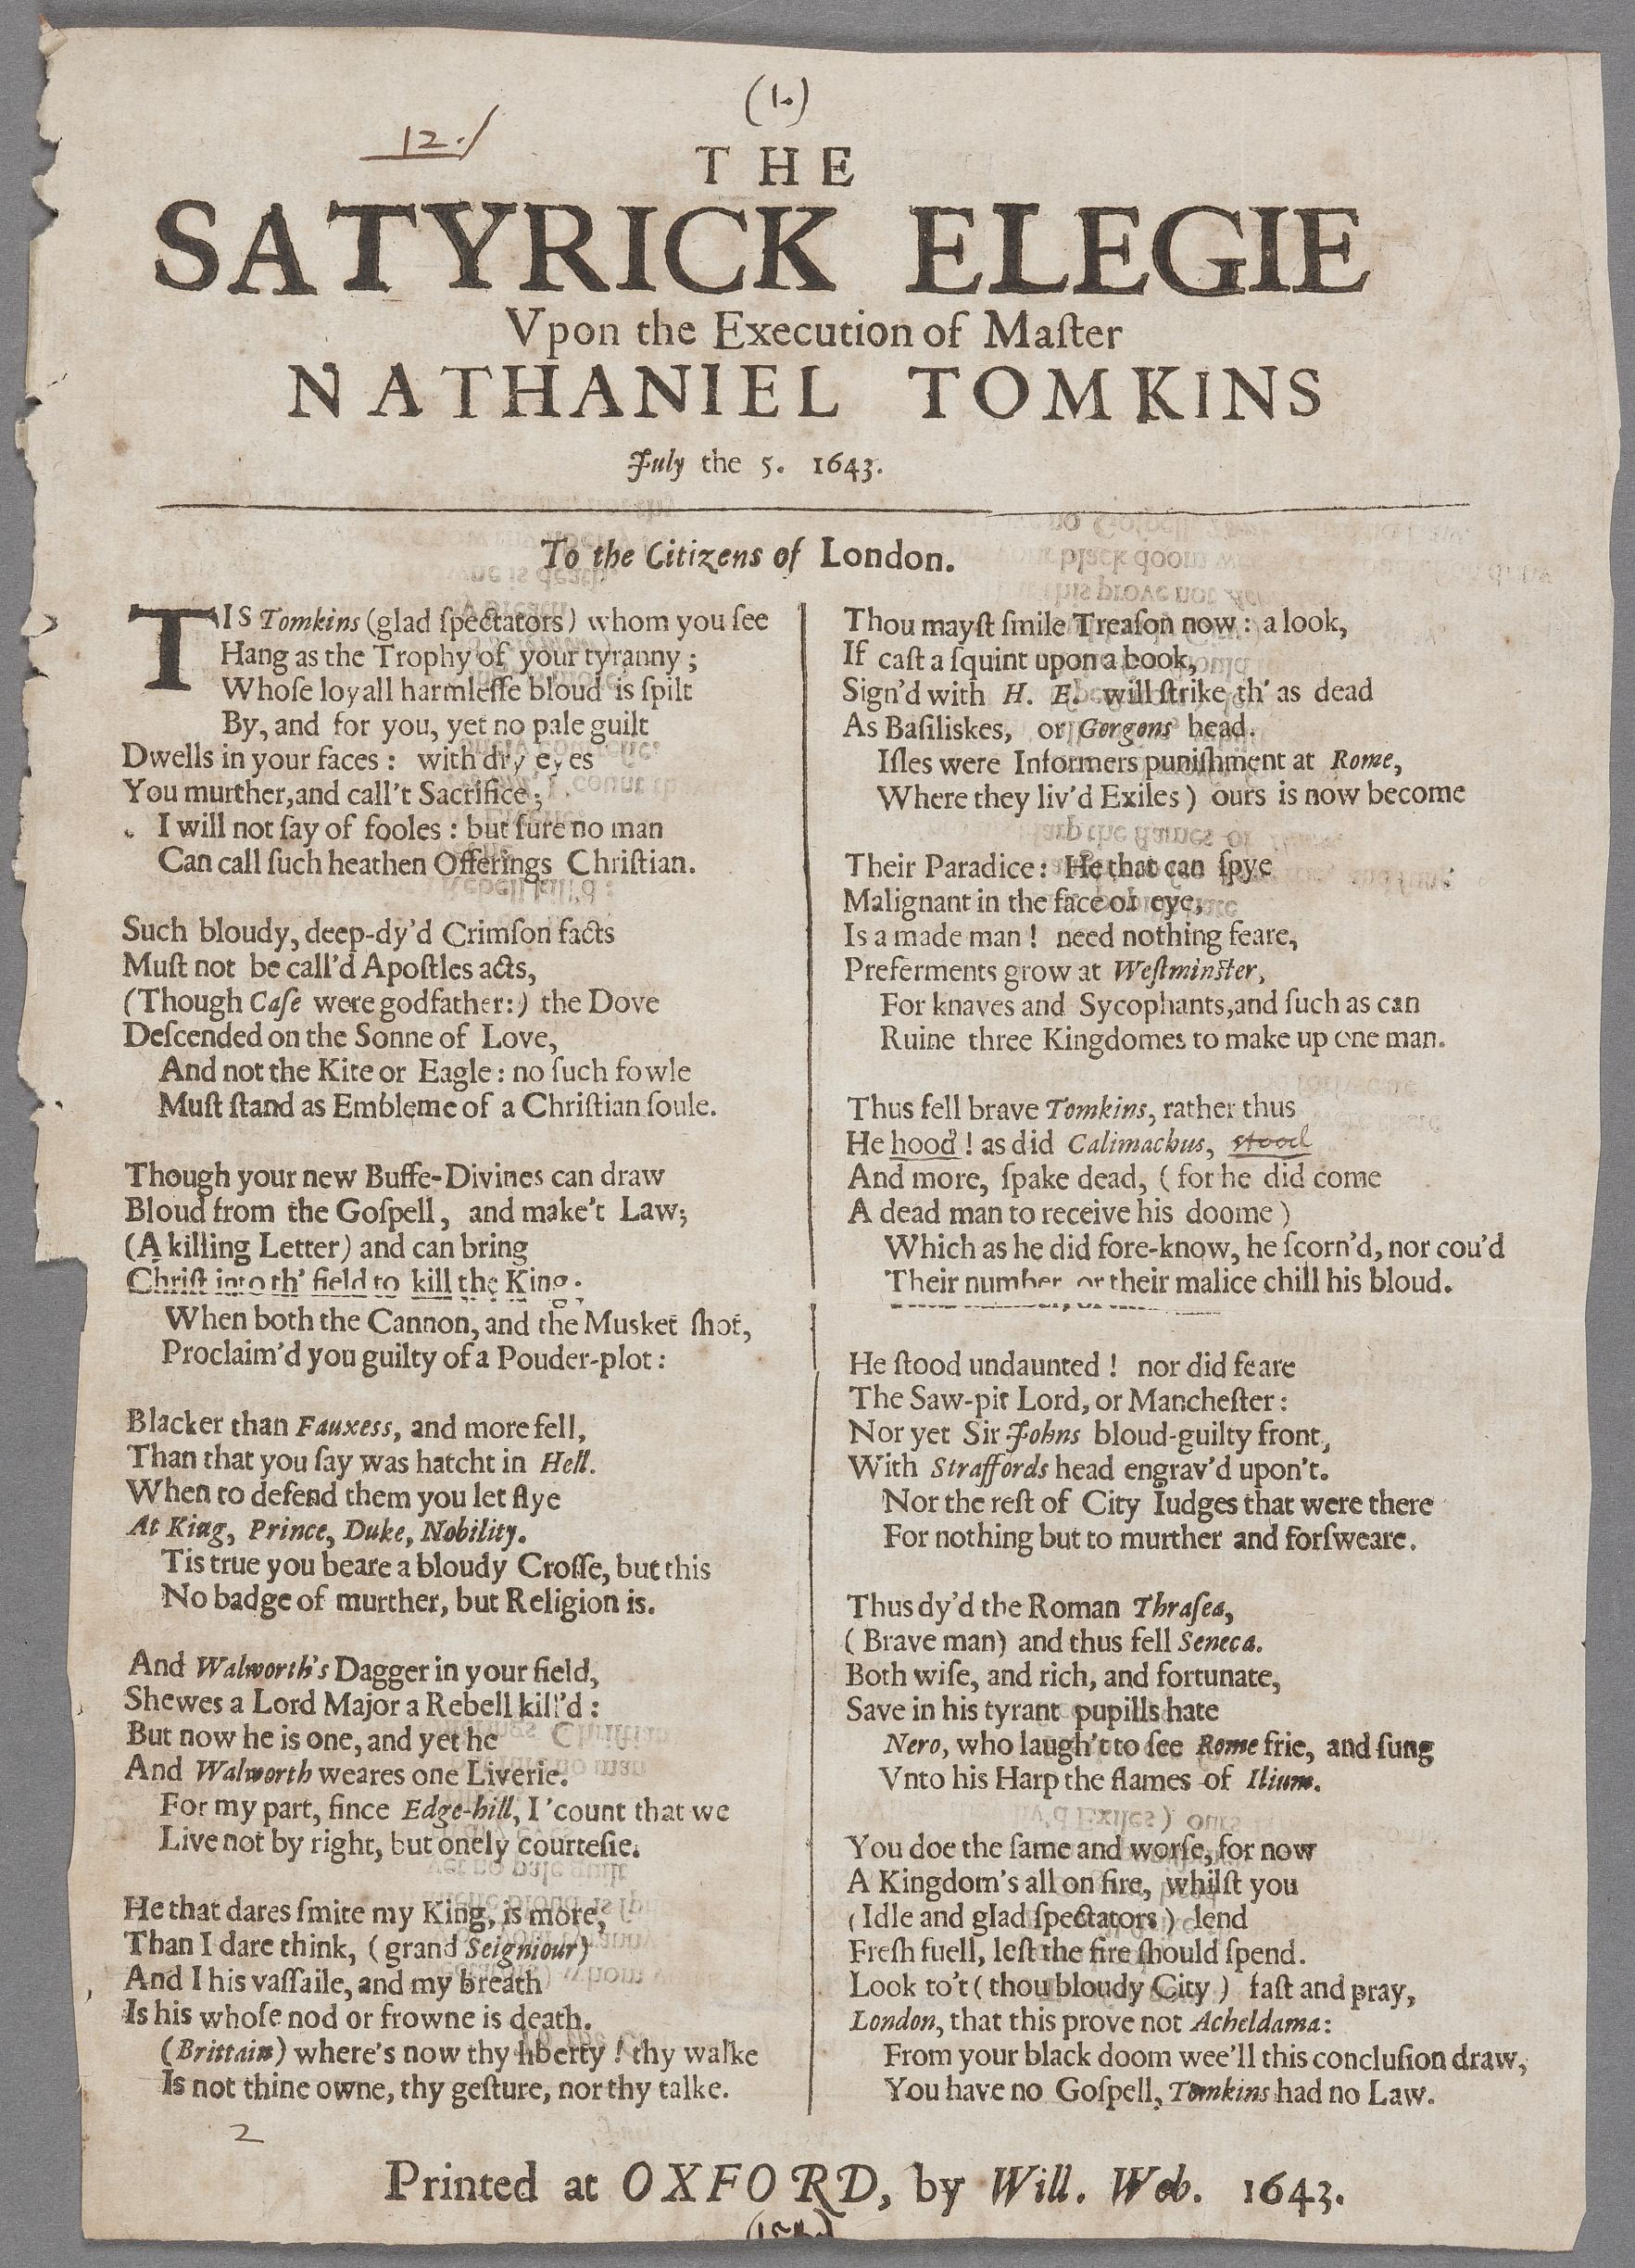 (1.)
12./
THE
SATYRICK ELEGIE
Vpon the Execution of Maſter
NATHANIEL TOMKINS
July the 5. 1643.
To the Citizens of London.
TIS Tomkins (glad ſpectators) whom you ſee
Hang as the Trophy of your tyranny;
Whoſe loyall harmleſſe bloud is ſpilt
By, and for you, yet no pale guilt
Dwells in your faces: with dry eyes
You murther, and call't Sacrifice;
I will not ſay of fooles: but ſure no man
Can call ſuch heathen Offerings Chriſtian.
Such bloudy, deep-dy'd Crimſon facts
Muſt not be call'd Apoſtles acts,
(Though Caſe were godfather:) the Dove
Deſcended on the Sonne of Love,
And not the Kite or Eagle: no ſuch fowle
Muſt ſtand as Embleme of a Chriſtian ſoule.
Though your new Buffe-Divines can draw
Bloud from the Goſpell, and make't Law;
(A killing Letter) and can bring
Chriſt into th' field to kill the King;
When both the Cannon, and the Musket ſhot,
Proclaim'd you guilty of a Pouder-plot:
Blacker than Fauxess, and more fell,
Than that you ſay was hatcht in Hell.
When to defend them you let flye
At King, Prince, Duke, Nobility.
Tis true you beare a bloudy Croſſe, but this
No badge of murther, but Religion is.
And Walworth's Dagger in your field,
Shewes a Lord Major a Rebell kill'd:
But now he is one, and yet he
And Walworth weares one Liverie.
For my part, ſince Edge-hill, I'count that we
Live not by right, but onely courteſie.
He that dares ſmite my King, is more,
Than I dare think, (grand Seigniour)
And I his vaſſaile, and my breath
Is his whoſe nod or frowne is death.
(Brittain) where's now thy liberty! thy walke
Is not thine owne, thy geſture, nor thy talke.
2
Thou mayſt ſmile Treaſon now: a look,
If caſt a ſquint upon a book,
Sign'd with H. E. will ſtrike th' as dead
As Baſiliskes, or Gorgons head.
Iſles were Informers puniſhment at Rome,
Where they liv'd Exiles) ours is now become
Their Paradice: He that can ſpye
Malignant in the face or eye,
Is a made man! need nothing feare,
Preferments grow at Weſtminſter,
For knaves and Sycophants, and ſuch as can
Ruine three Kingdomes to make up one man.
Thus fell brave Tomkins, rather thus
He hood! as did Calimachus, stood
And more, ſpake dead, (for he did come
A dead man to receive his doome)
Which as he did fore-know, he ſcorn'd, nor cou'd
Their number, or their malice chill his bloud.
He ſtood undaunted! nor did feare
The Saw-pit Lord, or Mancheſter:
Nor yet Sir Johns bloud-guilty front,
With Straffords head engrav'd upon't.
Nor the reſt of City Iudges that were there
For nothing but to murther and forſweare.
Thus dy'd the Roman Thraſea,
(Brave man) and thus fell Seneca.
Both wiſe, and rich, and fortunate,
Save in his tyrant pupills hate
Nero, who laugh't to ſee Rome frie, and ſung
Vnto his Harp the flames of Ilium.
You doe the ſame and worſe, for now
A Kingdom's all on fire, whilſt you
(Idle and glad ſpectators) lend
Freſh fuell, leſt the fire ſhould ſpend.
Look to't (thou bloudy City) faſt and pray,
London, that this prove not Acheldama:
From your black doom wee'll this concluſion draw,
You have no Goſpell, Tomkins had no Law.
Printed at OXFORD, by Will. Web. 1643.